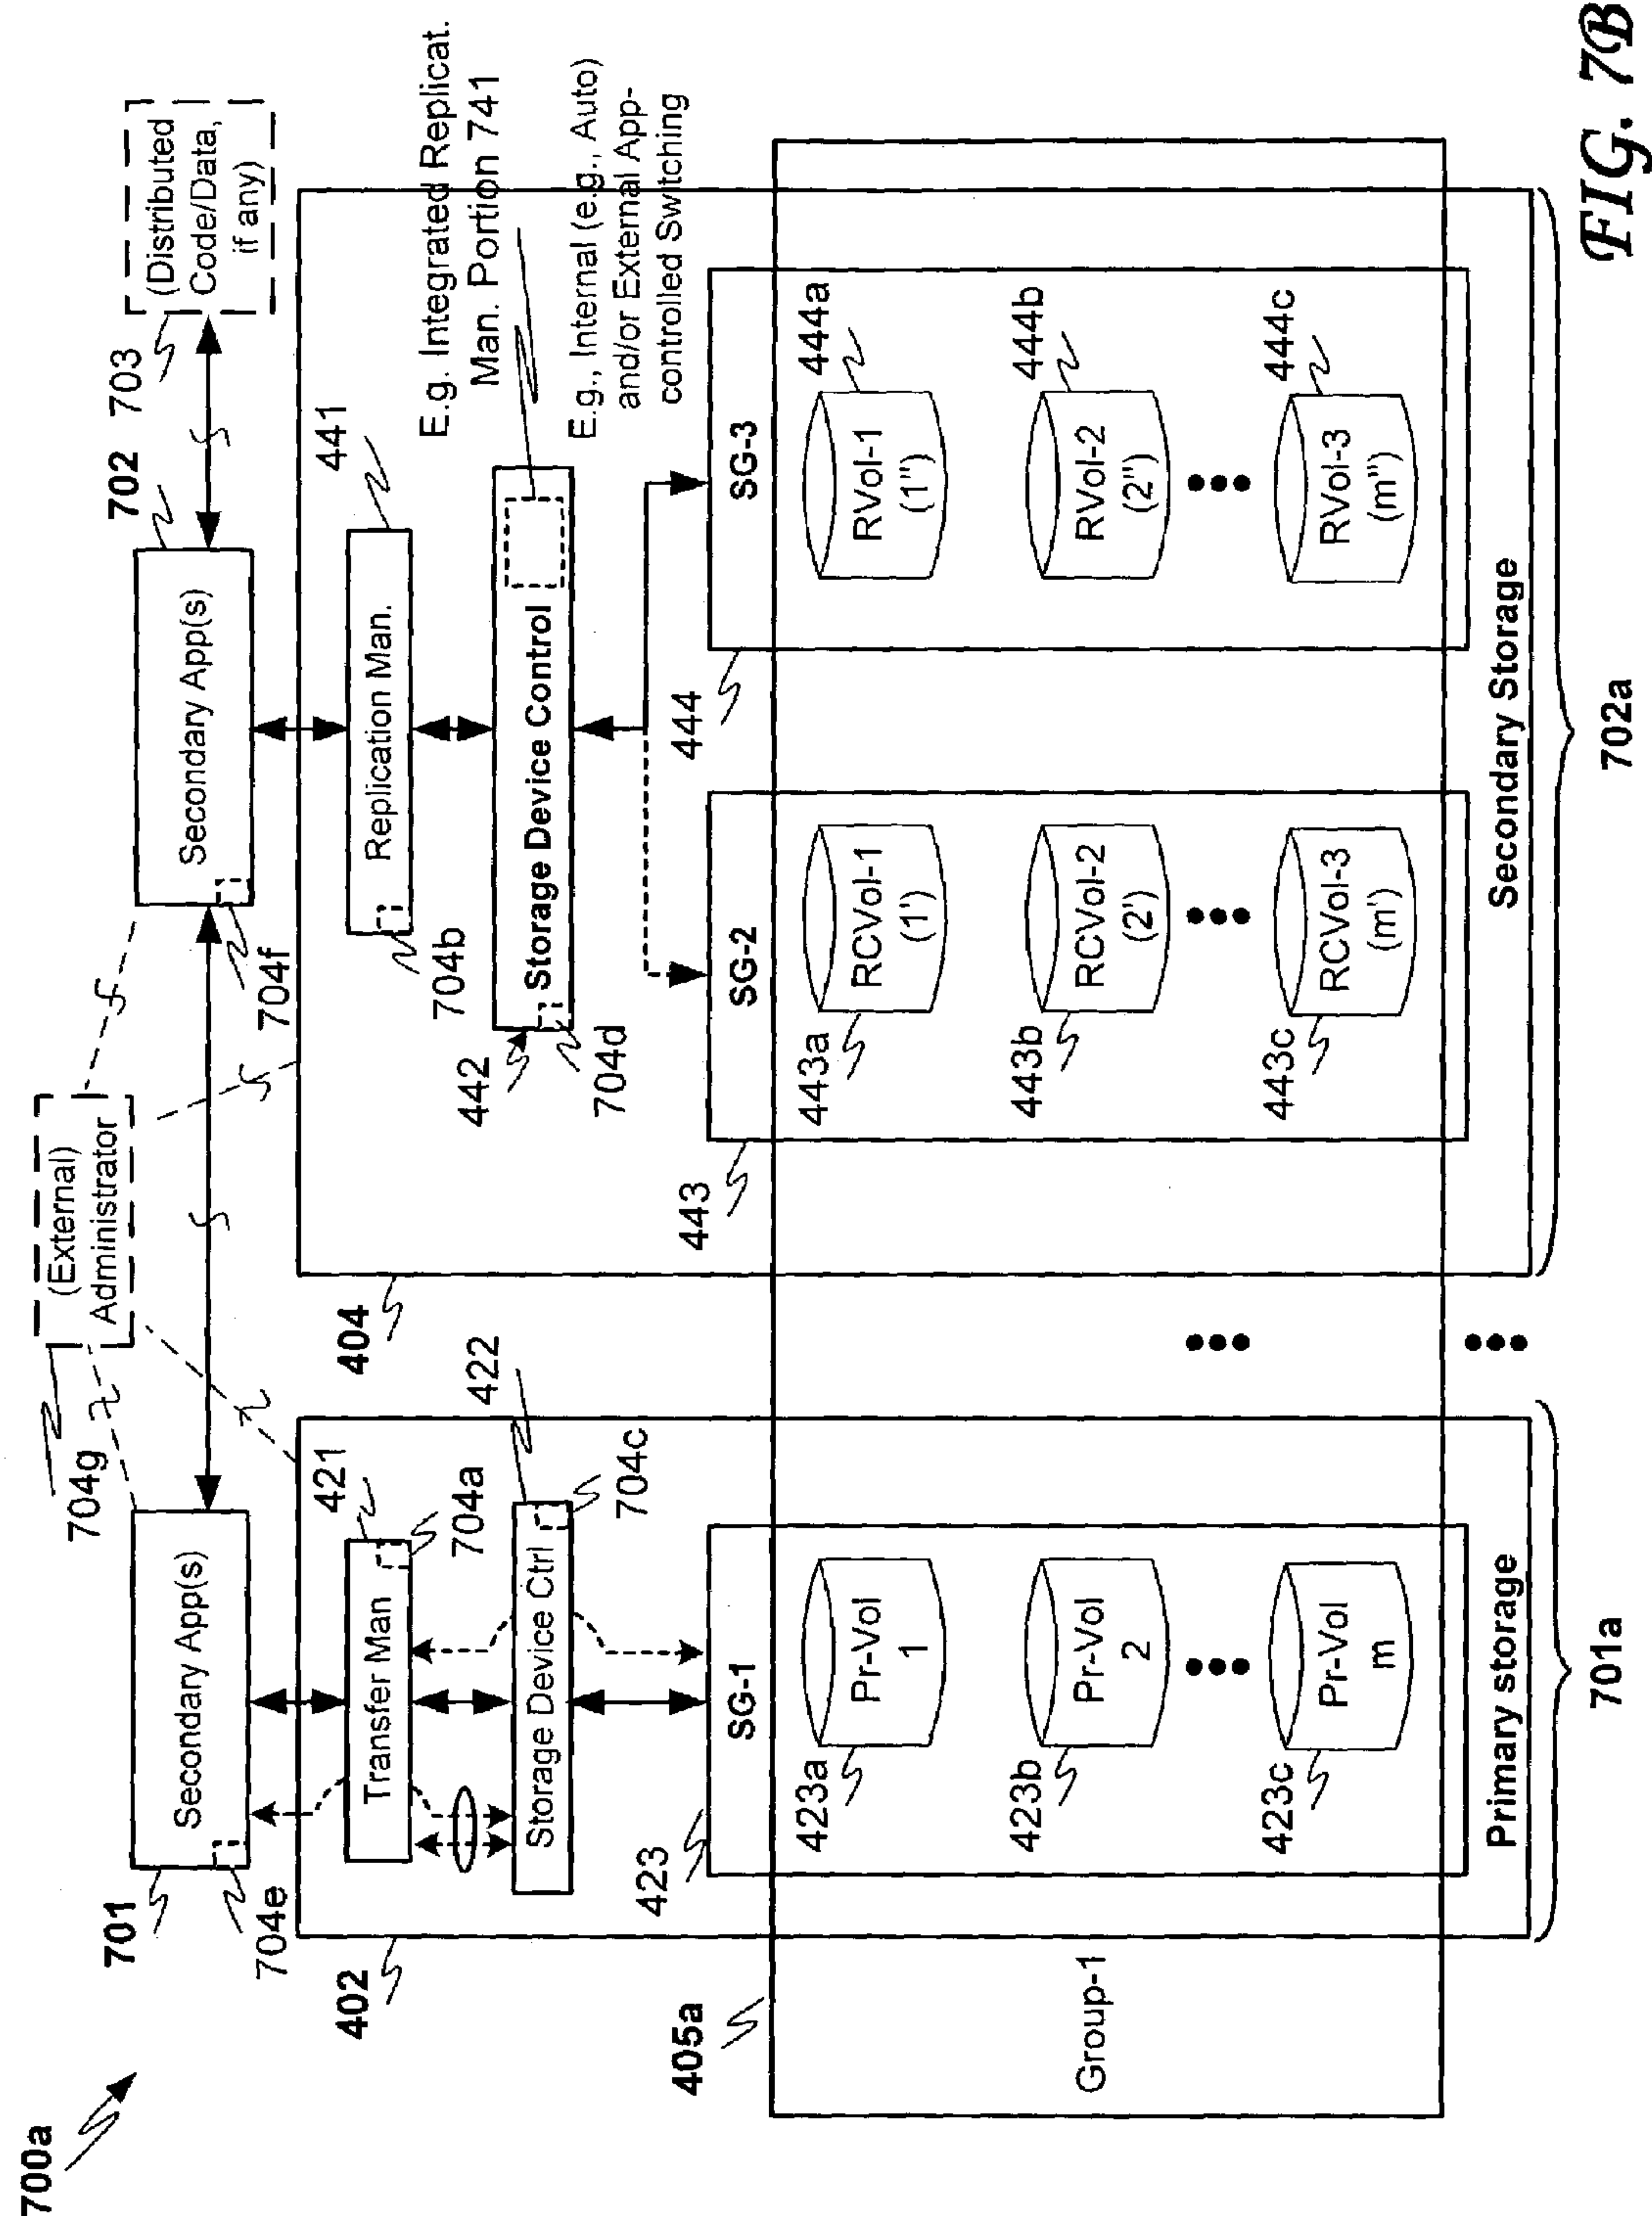 700a
(External)
Administrator
704g
701
Secondary App(s)
704e
702
Secondary App(s)
704f
703
(Distributed
Code/Data,
if any)
402
421
Transfer Man
704a
422
Storage Device Ctrl
704c
404
441
Replication Man.
704b
E.g. Integrated Replicat.
Man. Portion 741
442
Storage Device Control
704d
E.g., Internal (e.g., Auto)
and/or External App-
controlled Switching
405a
Group-1
423
SG-1
423a
Pr-Vol
1
423b
Pr-Vol
2
423c
Pr-Vol
m
Primary storage
701a
443
SG-2
443a
RCVol-1
(1')
443b
RCVol-2
(2')
443c
RCVol-3
(m')
444
SG-3
444a
RVol-1
(1")
444b
RVol-2
(2")
444c
RVol-3
(m")
Secondary Storage
702a
FIG. 7B